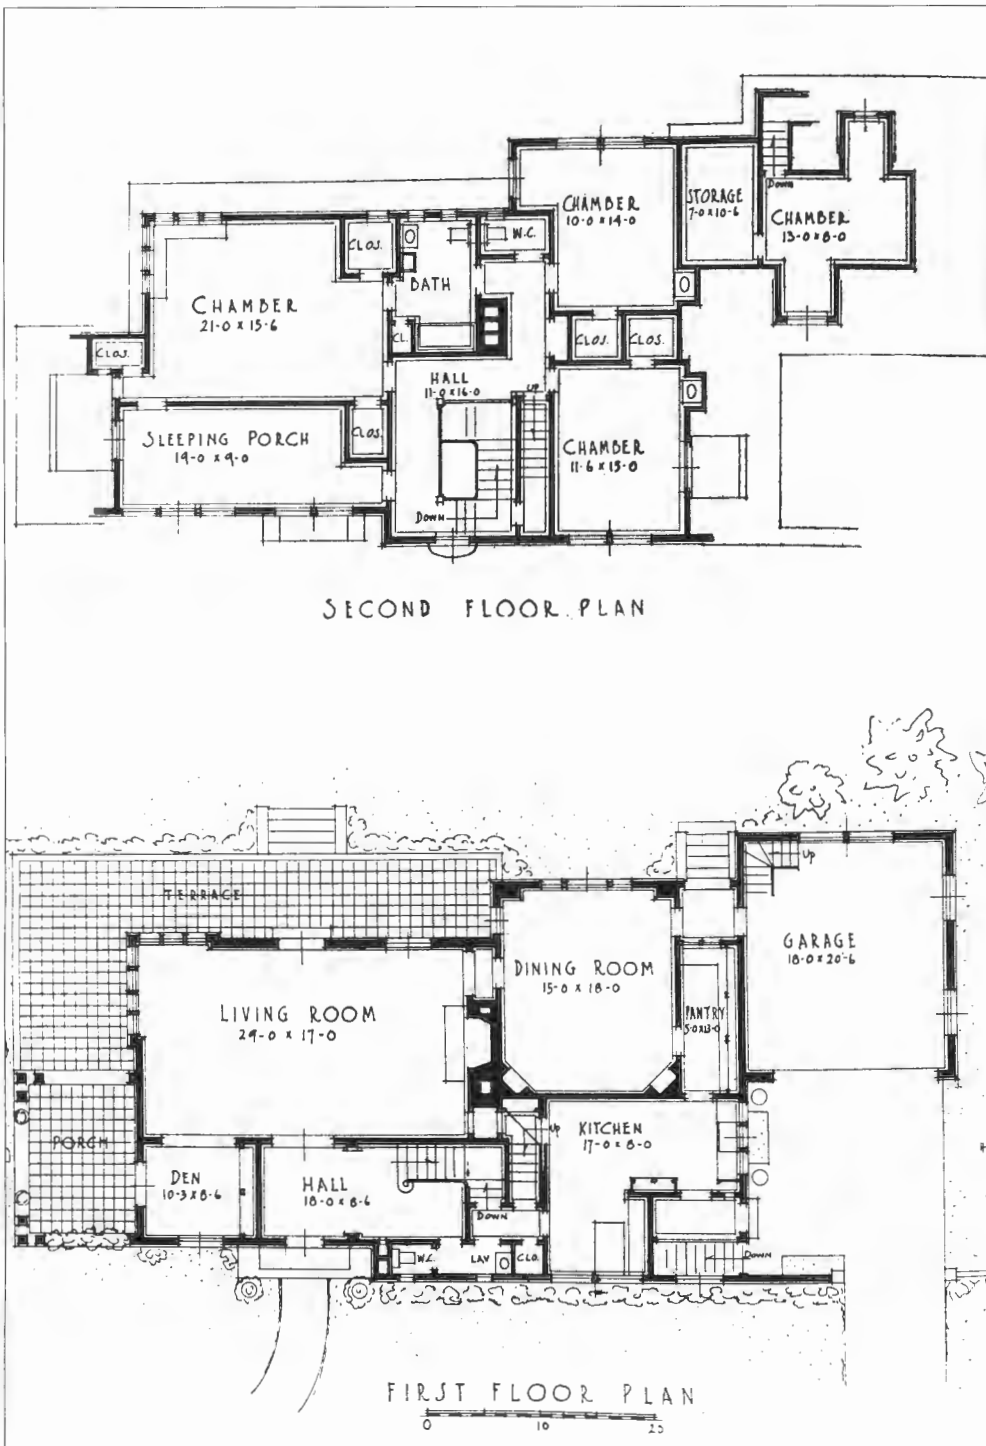 CHAMBER
10-0 x 14-0
STORAGE
7-0 x 10-6
DOWN
CHAMBER
13-0 x 8-0
CLOS.
W.C.
BATH
CHAMBER
21-0 x 15-6
CL.
CLOS.
CLOS.
CLOS.
HALL
11-0 x 16-0
UP
SLEEPING PORCH
19-0 x 9-0
CLOS.
CHAMBER
11-6 x 15-0
DOWN
SECOND FLOOR PLAN
UP
TERRACE
GARAGE
18-0 x 20-6
DINING ROOM
15-0 x 18-0
LIVING ROOM
29-0 x 17-0
PANTRY
5-0 x 13-0
UP
KITCHEN
17-0 x 8-0
PORCH
DEN
10-3 x 8-6
HALL
18-0 x 8-6
DOWN
W.C.
LAV
CLO.
DOWN
FIRST FLOOR PLAN
0 10 25